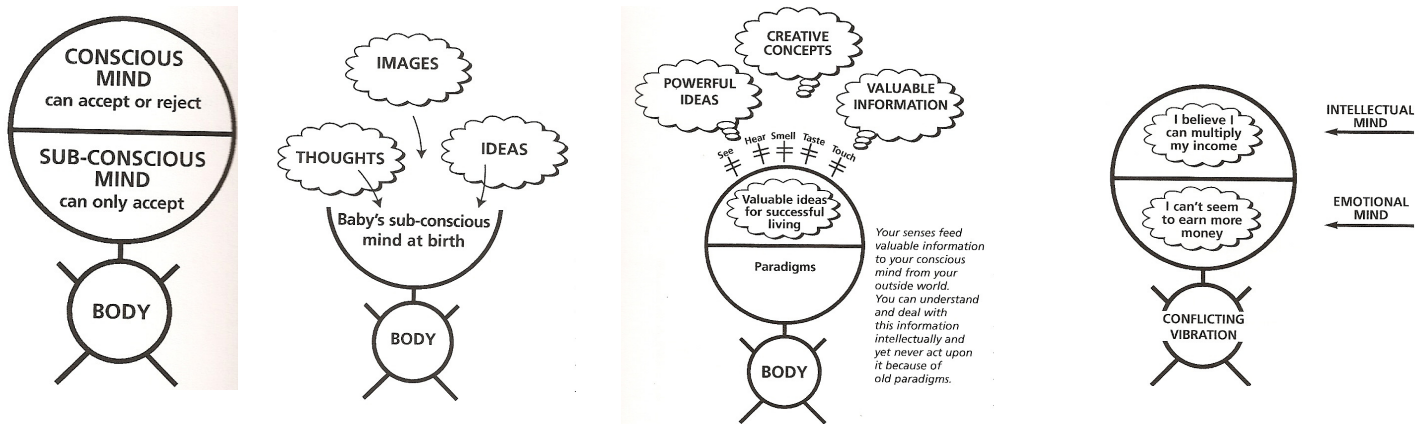 CONSCIOUS
MIND
can accept or reject
SUB-CONSCIOUS
MIND
can only accept
BODY
IMAGES
THOUGHTS
IDEAS
Baby's sub-conscious
mind at birth
BODY
CREATIVE
CONCEPTS
POWERFUL
IDEAS
VALUABLE
INFORMATION
See Hear Smell Taste Touch
Valuable ideas
for successful
living
Paradigms
BODY
Your senses feed
valuable information
to your conscious
mind from your
outside world.
You can understand
and deal with
this information
intellectually and
yet never act upon
it because of
old paradigms.
I believe I
can multiply
my income
I can't seem
to earn more
money
CONFLICTING
VIBRATION
INTELLECTUAL
MIND
EMOTIONAL
MIND